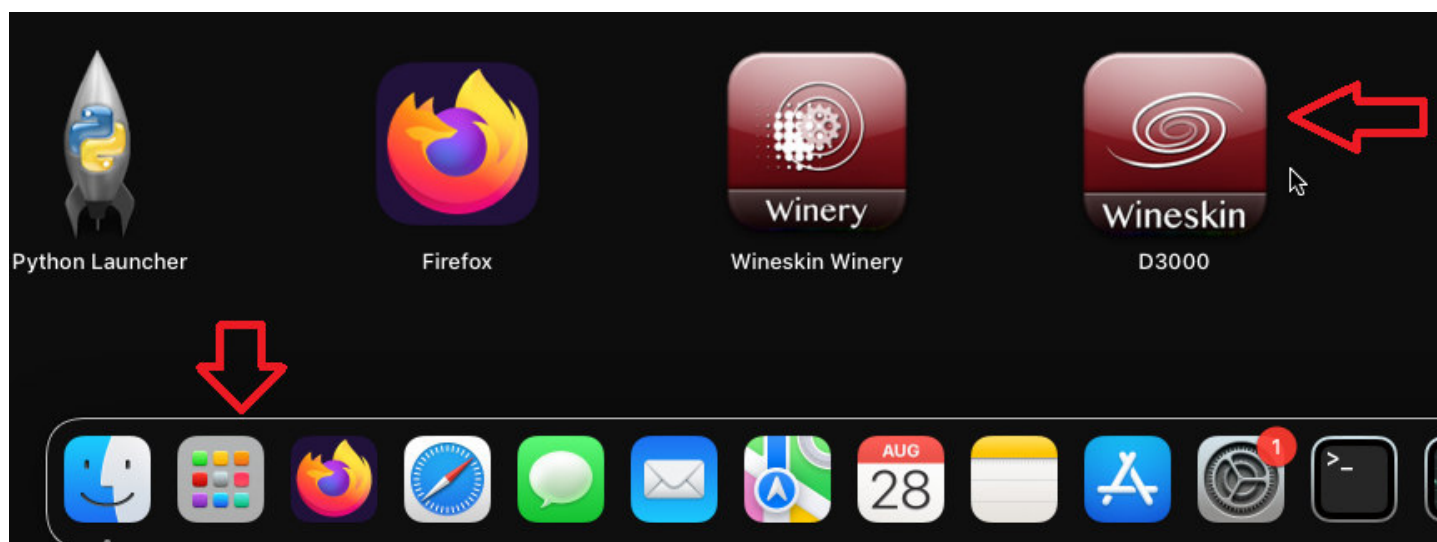 Winery
Wineskin
Python Launcher
Firefox
Wineskin Winery
D3000
AUG
28
1
>_